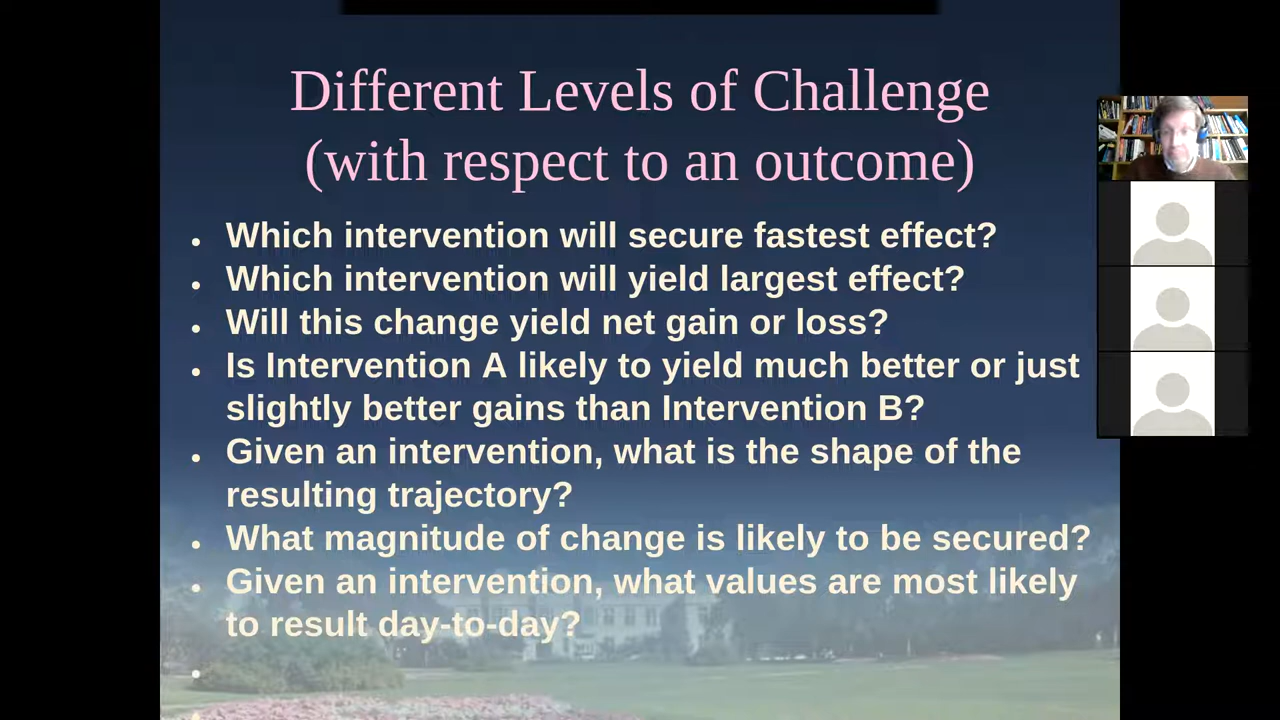 Different Levels of Challenge
(with respect to an outcome)
Which intervention will secure fastest effect?
Which intervention will yield largest effect?
Will this change yield net gain or loss?
Is Intervention A likely to yield much better or just
slightly better gains than Intervention B?
Given an intervention, what is the shape of the
resulting trajectory?
What magnitude of change is likely to be secured?
Given an intervention, what values are most likely
to result day-to-day?